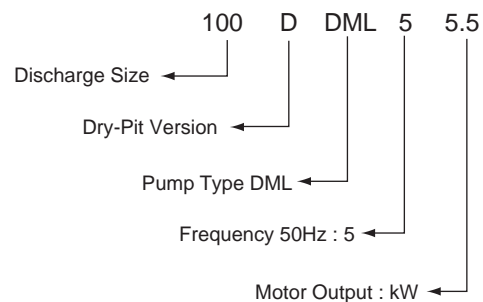 100 D DML 5 5.5
Discharge Size
Dry-Pit Version
Pump Type DML
Frequency 50Hz : 5
Motor Output : kW